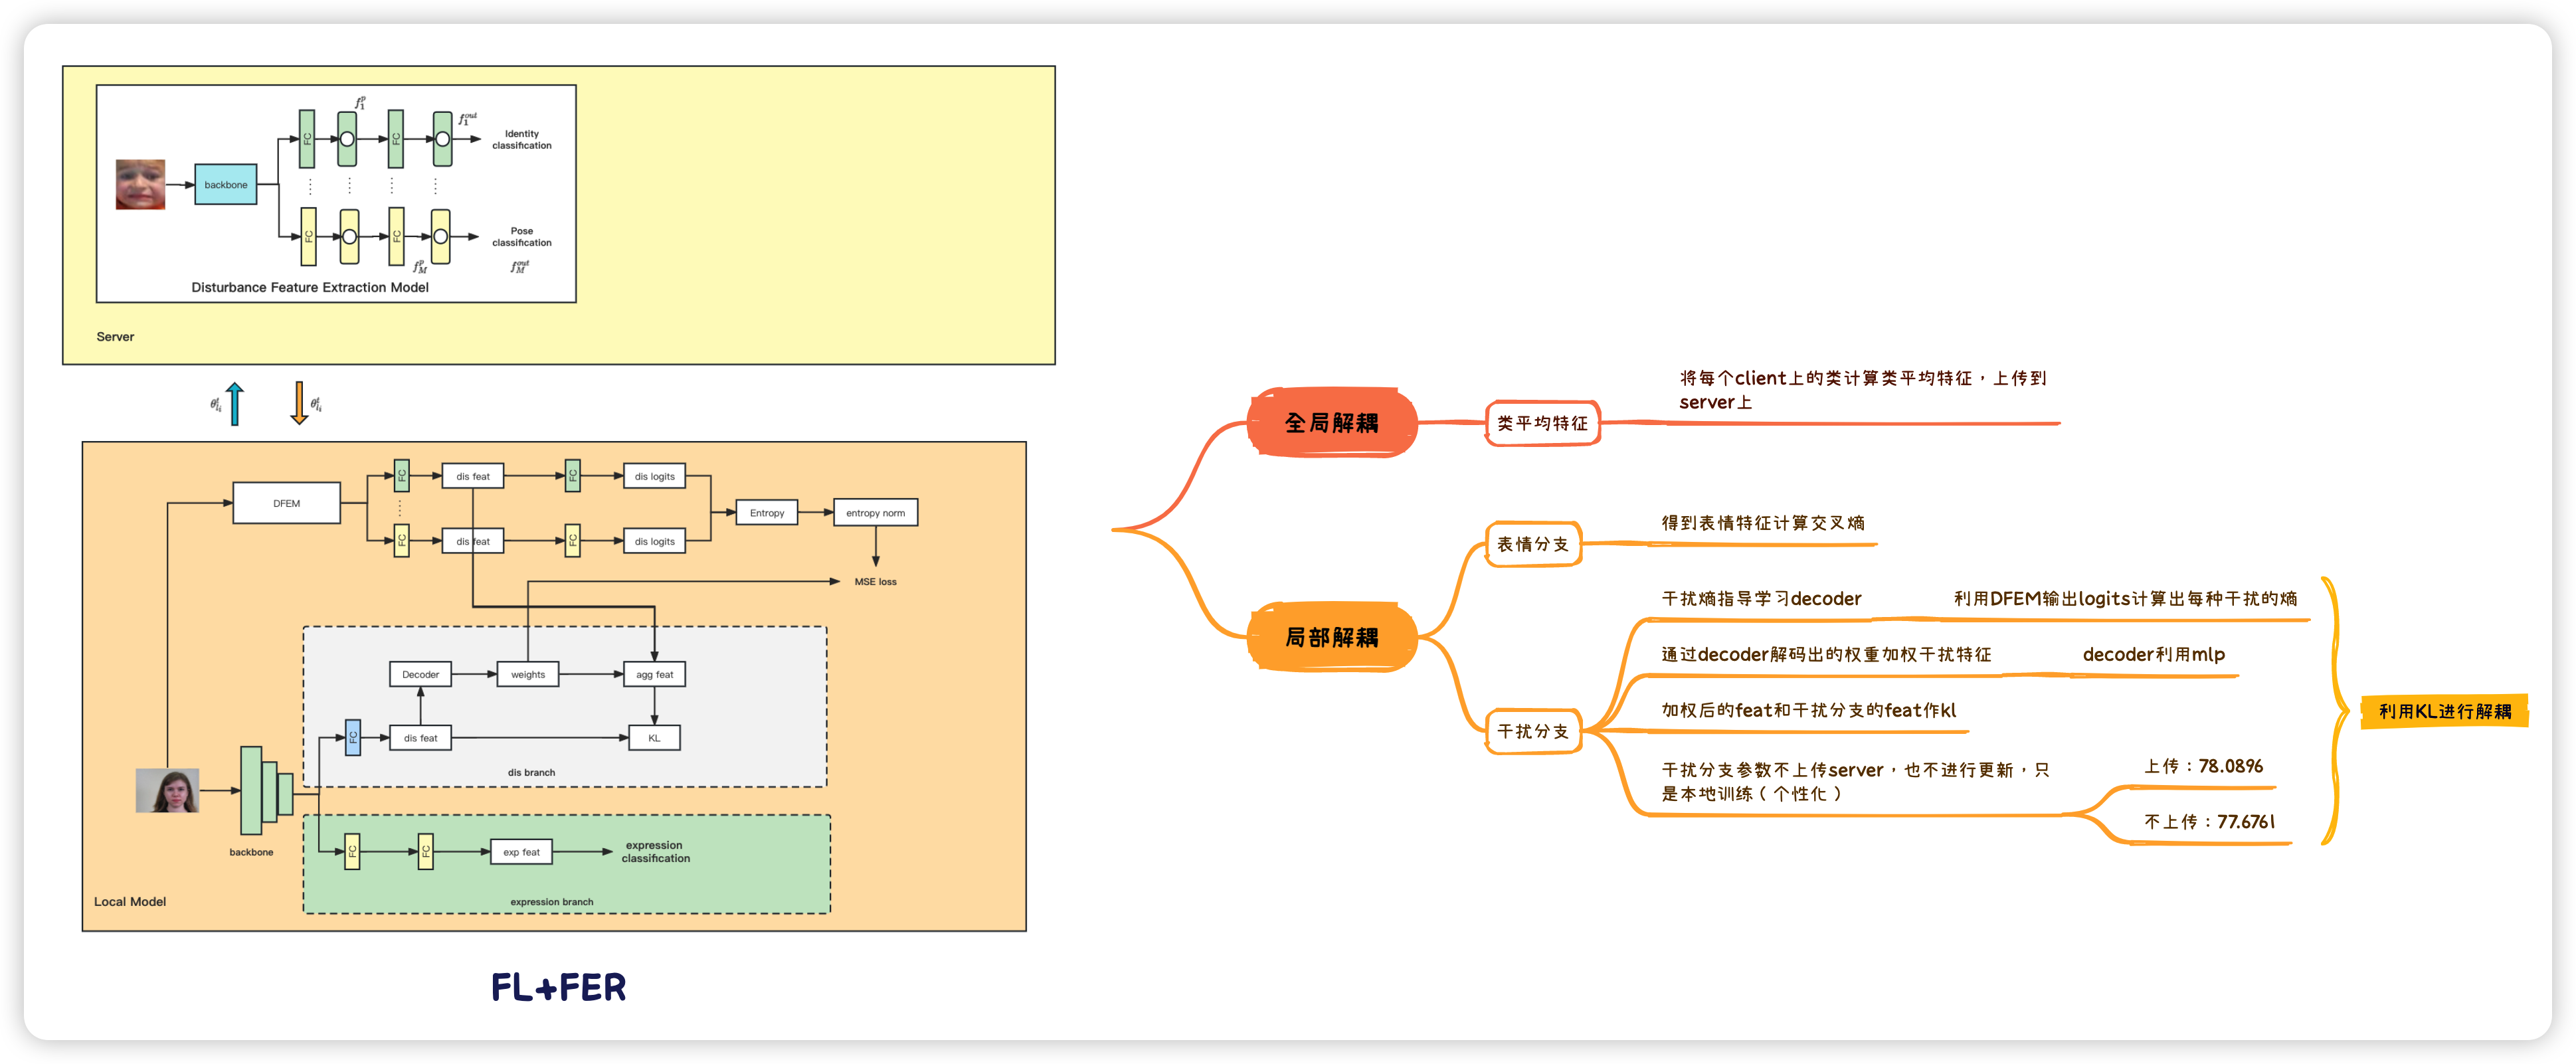 f_1^p
f_1^{out}
FC
FC
Identity
classification
backbone
FC
FC
Pose
classification
f_M^p
f_M^{out}
Disturbance Feature Extraction Model
Server
θ_{l_i}^t
θ_{l_i}^t
DFEM
FC
dis feat
FC
dis logits
Entropy
entropy norm
FC
dis feat
FC
dis logits
MSE loss
Decoder
weights
agg feat
FC
dis feat
KL
dis branch
backbone
FC
FC
exp feat
expression
classification
expression branch
Local Model
FL+FER
全局解耦
类平均特征
将每个client上的类计算类平均特征，上传到
server上
局部解耦
表情分支
得到表情特征计算交叉熵
干扰分支
干扰熵指导学习decoder
利用DFEM输出logits计算出每种干扰的熵
通过decoder解码出的权重加权干扰特征
decoder利用mlp
加权后的feat和干扰分支的feat作kl
干扰分支参数不上传server，也不进行更新，只
是本地训练（个性化）
上传：78.0896
不上传：77.6761
利用KL进行解耦